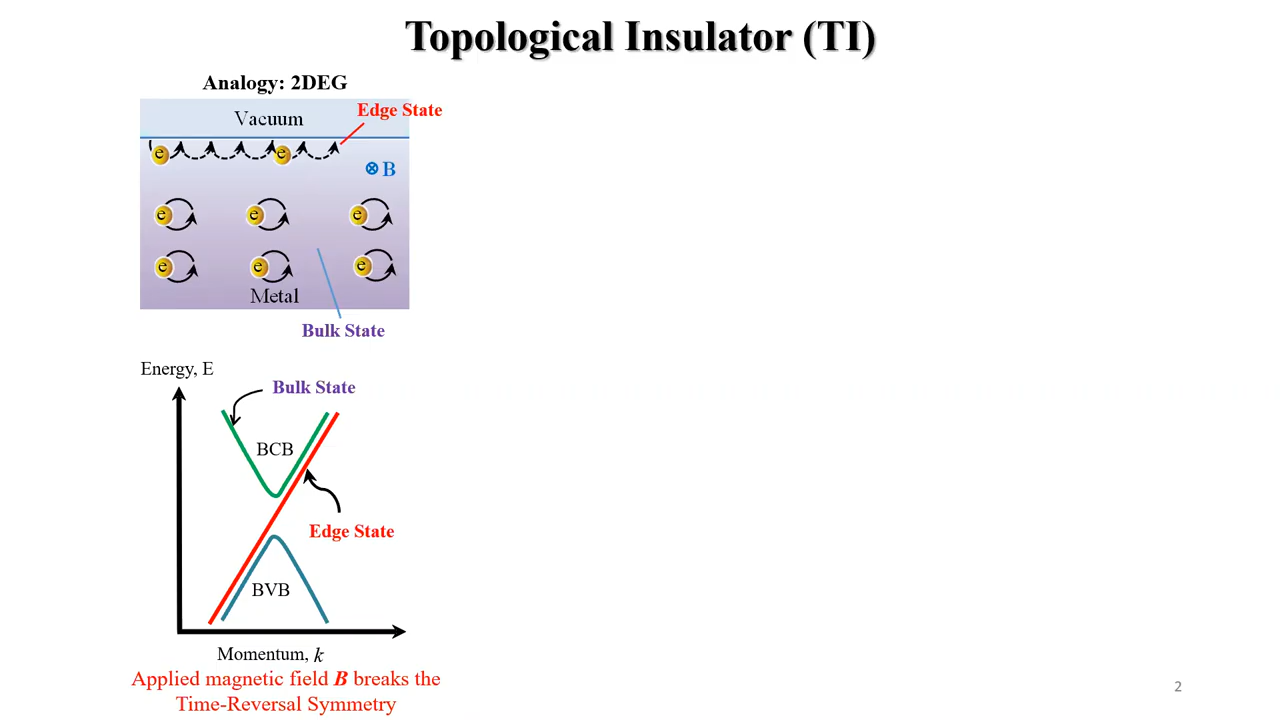 Topological Insulator (TI)
Analogy: 2DEG
Edge State
Vacuum
e e
⊗ B
e e e
e e e
Metal
Bulk State
Energy, E
Bulk State
BCB
Edge State
BVB
Momentum, k
Applied magnetic field B breaks the
Time-Reversal Symmetry
2